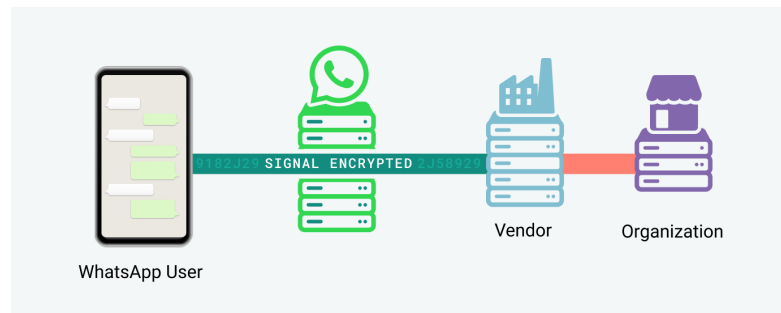 9182J29 SIGNAL ENCRYPTED 2J58929
Vendor
Organization
WhatsApp User